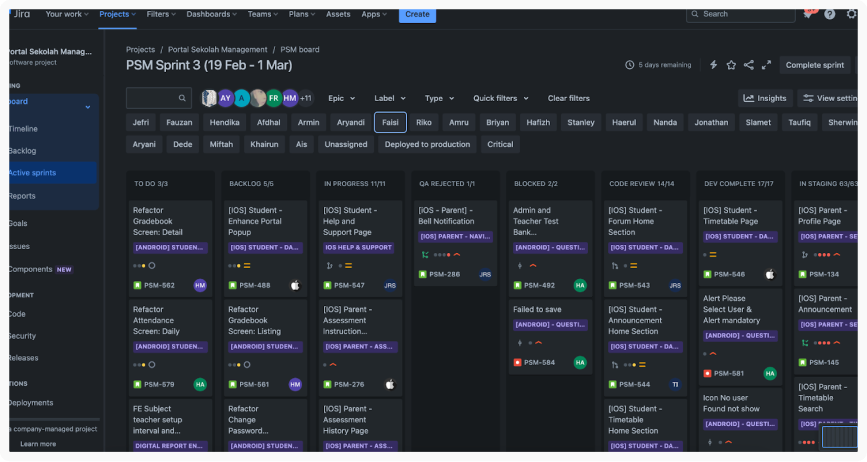 Jira
Your work
Projects
Filters
Dashboards
Teams
Plans
Assets
Apps
Create
Search
ortal Sekolah Manag...
oftware project
ING
oard
Timeline
Backlog
Active sprints
Reports
Goals
ssues
Components NEW
OPMENT
Code
Security
Releases
TIONS
Deployments
a company-managed project
Learn more
Projects / Portal Sekolah Management / PSM board
PSM Sprint 3 (19 Feb - 1 Mar)
5 days remaining
Complete sprint
AY A FR HM +11
Epic
Label
Type
Quick filters
Clear filters
Insights
View settin
Jefri Fauzan Hendika Afdhal Armin Aryandi Faisi Riko Amru Briyan Hafizh Stanley Haerul Nanda Jonathan Slamet Taufiq Sherwin
Aryani Dede Miftah Khairun Ais Unassigned Deployed to production Critical
TO DO 3/3
Refactor
Gradebook
Screen: Detail
[ANDROID] STUDEN...
PSM-562 HM
Refactor
Attendance
Screen: Daily
[ANDROID] STUDEN...
PSM-579 HA
FE Subject
teacher setup
interval and...
DIGITAL REPORT EN...
BACKLOG 5/5
[IOS] Student -
Enhance Portal
Popup
[IOS] STUDENT - DA...
PSM-488
Refactor
Gradebook
Screen: Listing
[ANDROID] STUDEN...
PSM-561 HM
Refactor
Change
Password...
[ANDROID] STUDEN...
IN PROGRESS 11/11
[IOS] Student -
Help and
Support Page
IOS HELP & SUPPORT
PSM-547 JRS
[IOS] Parent -
Assessment
Instruction...
[IOS] PARENT - ASS...
PSM-276
[IOS] Parent -
Assessment
History Page
[IOS] PARENT - ASS...
QA REJECTED 1/1
[iOS - Parent] -
Bell Notification
[IOS] PARENT - NAVI...
PSM-286 JRS
BLOCKED 2/2
Admin and
Teacher Test
Bank...
[ANDROID] - QUESTI...
PSM-492 HA
Failed to save
[ANDROID] - QUESTI...
PSM-584 HA
CODE REVIEW 14/14
[IOS] Student -
Forum Home
Section
[IOS] STUDENT - DA...
PSM-543 JRS
[IOS] Student -
Announcement
Home Section
[IOS] STUDENT - DA...
PSM-544
[IOS] Student -
Timetable
Home Section
[IOS] STUDENT - DA...
DEV COMPLETE 17/17
[IOS] Student -
Timetable Page
[IOS] STUDENT - DA...
PSM-546
Alert Please
Select User &
Alert mandatory
[ANDROID] - QUESTI...
PSM-581 HA
Icon No user
Found not show
[ANDROID] - QUESTI...
IN STAGING 63/63
[IOS] Parent -
Profile Page
[IOS] PARENT - SE
PSM-134
[IOS] Parent -
Announcement
[IOS] PARENT - SE
PSM-145
[IOS] Parent -
Timetable
Search